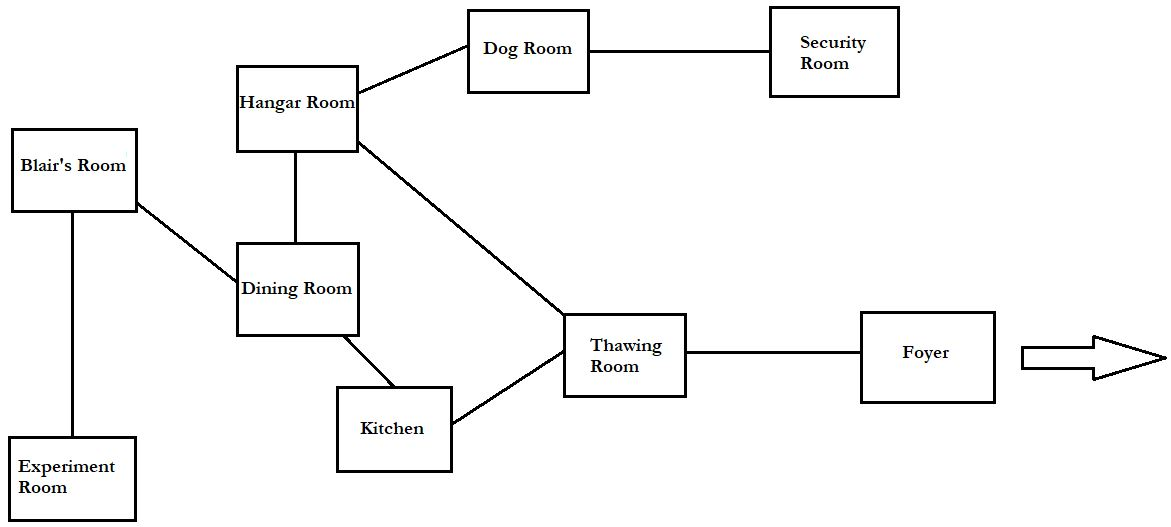 Dog Room
Security
Room
Hangar Room
Blair's Room
Dining Room
Thawing
Room
Foyer
Kitchen
Experiment
Room